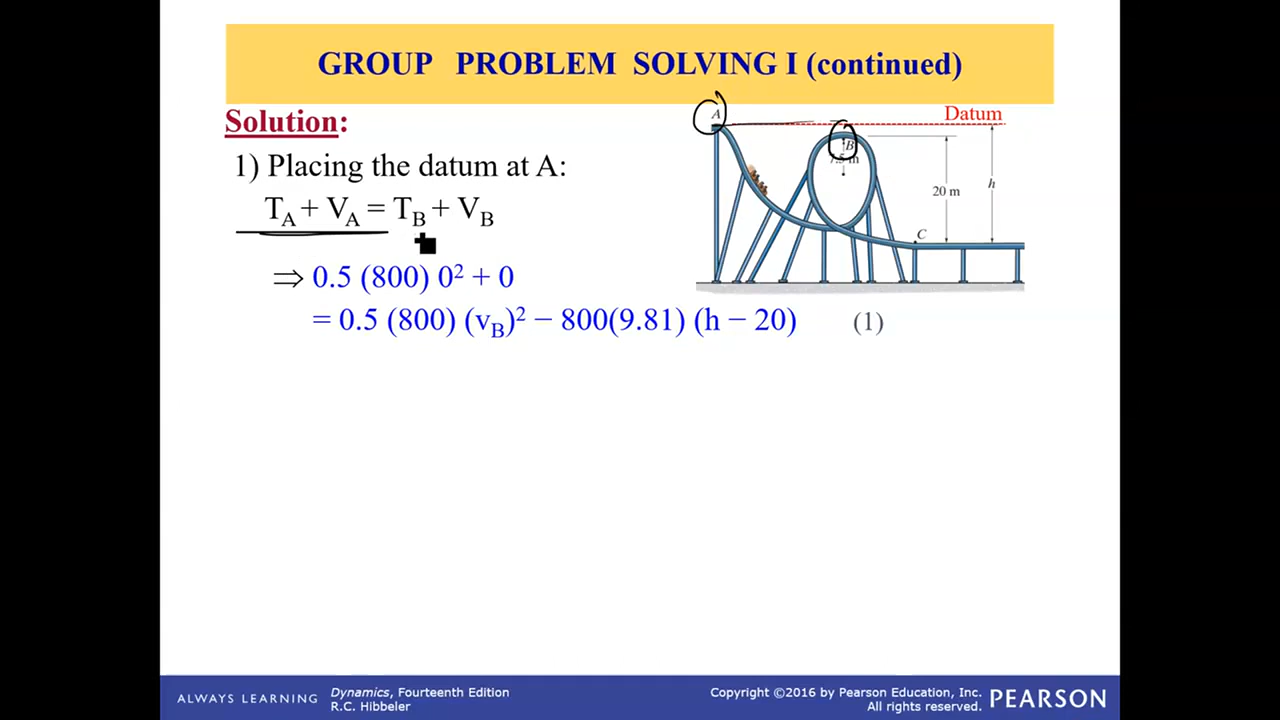 GROUP PROBLEM SOLVING I (continued)
Solution:
1) Placing the datum at A:
T_A + V_A = T_B + V_B
⇒ 0.5 (800) 0² + 0
= 0.5 (800) (v_B)² − 800(9.81) (h − 20) (1)
A
Datum
B
7.5 m
20 m
h
C
ALWAYS LEARNING
Dynamics, Fourteenth Edition
R.C. Hibbeler
Copyright ©2016 by Pearson Education, Inc.
All rights reserved.
PEARSON